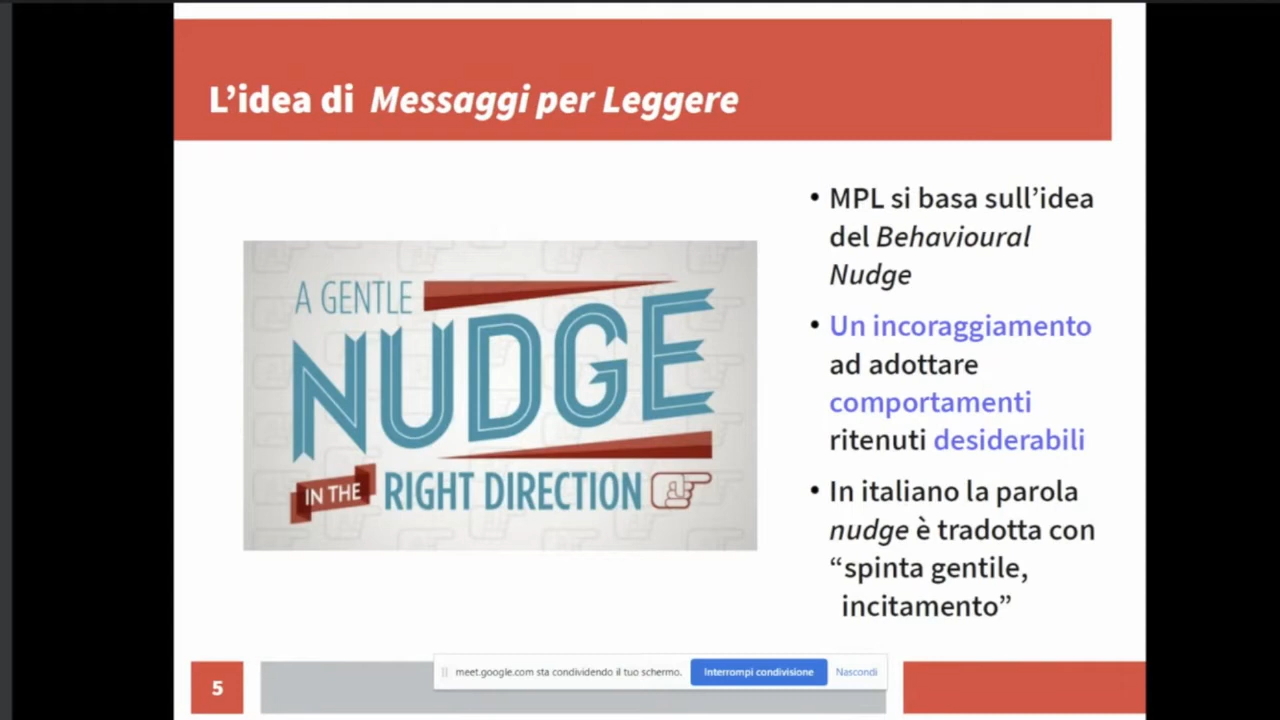 L’idea di Messaggi per Leggere
A GENTLE
NUDGE
IN THE RIGHT DIRECTION
• MPL si basa sull’idea
del Behavioural
Nudge
• Un incoraggiamento
ad adottare
comportamenti
ritenuti desiderabili
• In italiano la parola
nudge è tradotta con
“spinta gentile,
incitamento”
5
meet.google.com sta condividendo il tuo schermo. Interrompi condivisione Nascondi